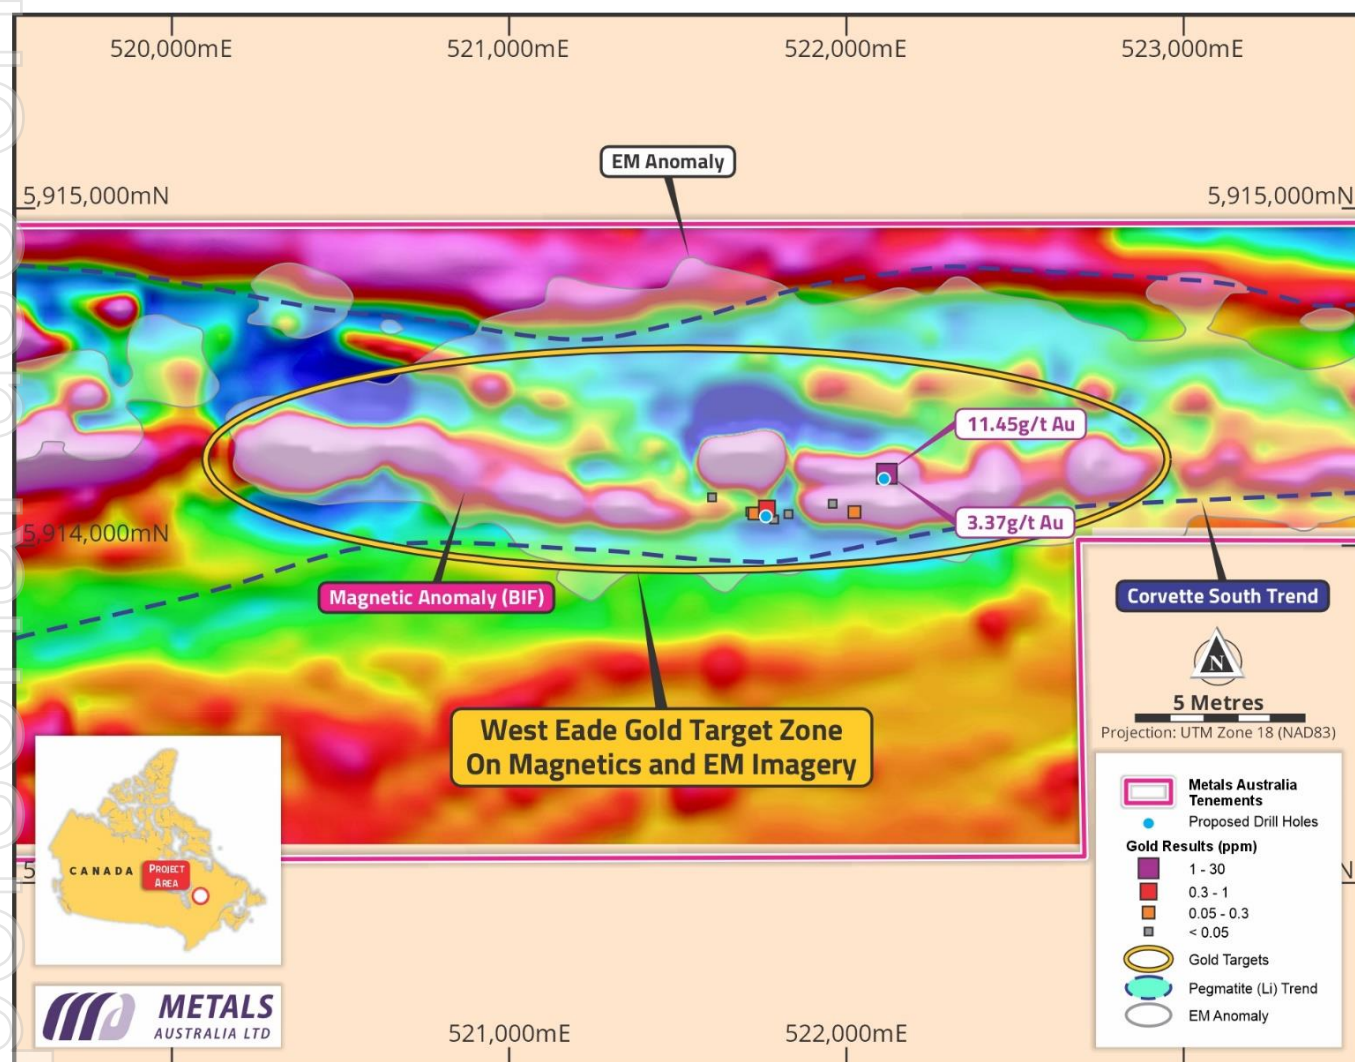 520,000mE
521,000mE
522,000mE
523,000mE
EM Anomaly
5,915,000mN
5,915,000mN
11.45g/t Au
3.37g/t Au
5,914,000mN
Magnetic Anomaly (BIF)
Corvette South Trend
N
5 Metres
Projection: UTM Zone 18 (NAD83)
West Eade Gold Target Zone
On Magnetics and EM Imagery
Metals Australia
Tenements
Proposed Drill Holes
Gold Results (ppm)
1 - 30
0.3 - 1
0.05 - 0.3
< 0.05
Gold Targets
Pegmatite (Li) Trend
EM Anomaly
5
N
CANADA
PROJECT
AREA
METALS
AUSTRALIA LTD
521,000mE
522,000mE